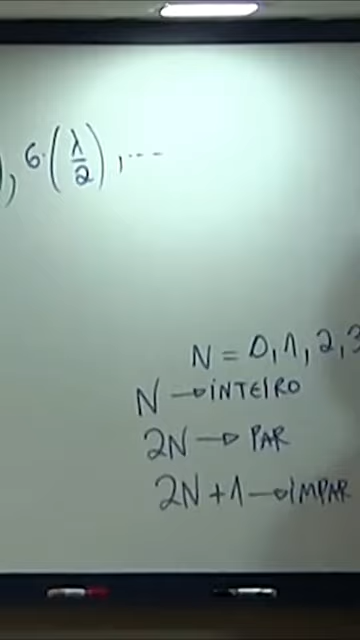 ), 6·(λ/2), ...
N = 0, 1, 2, 3
N → iNTEIRO
2N → PAR
2N + 1 → iMPAR